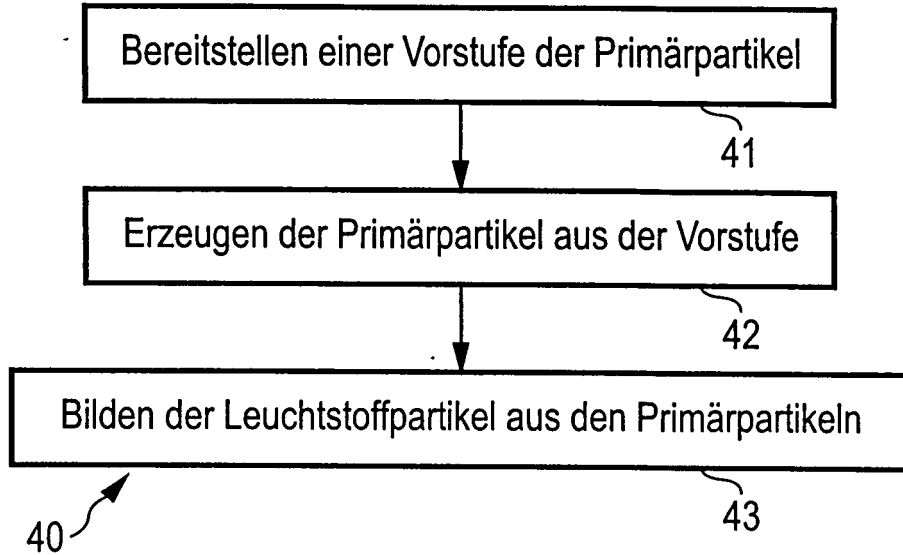 Bereitstellen einer Vorstufe der Primärpartikel
41
Erzeugen der Primärpartikel aus der Vorstufe
42
Bilden der Leuchtstoffpartikel aus den Primärpartikeln
43
40